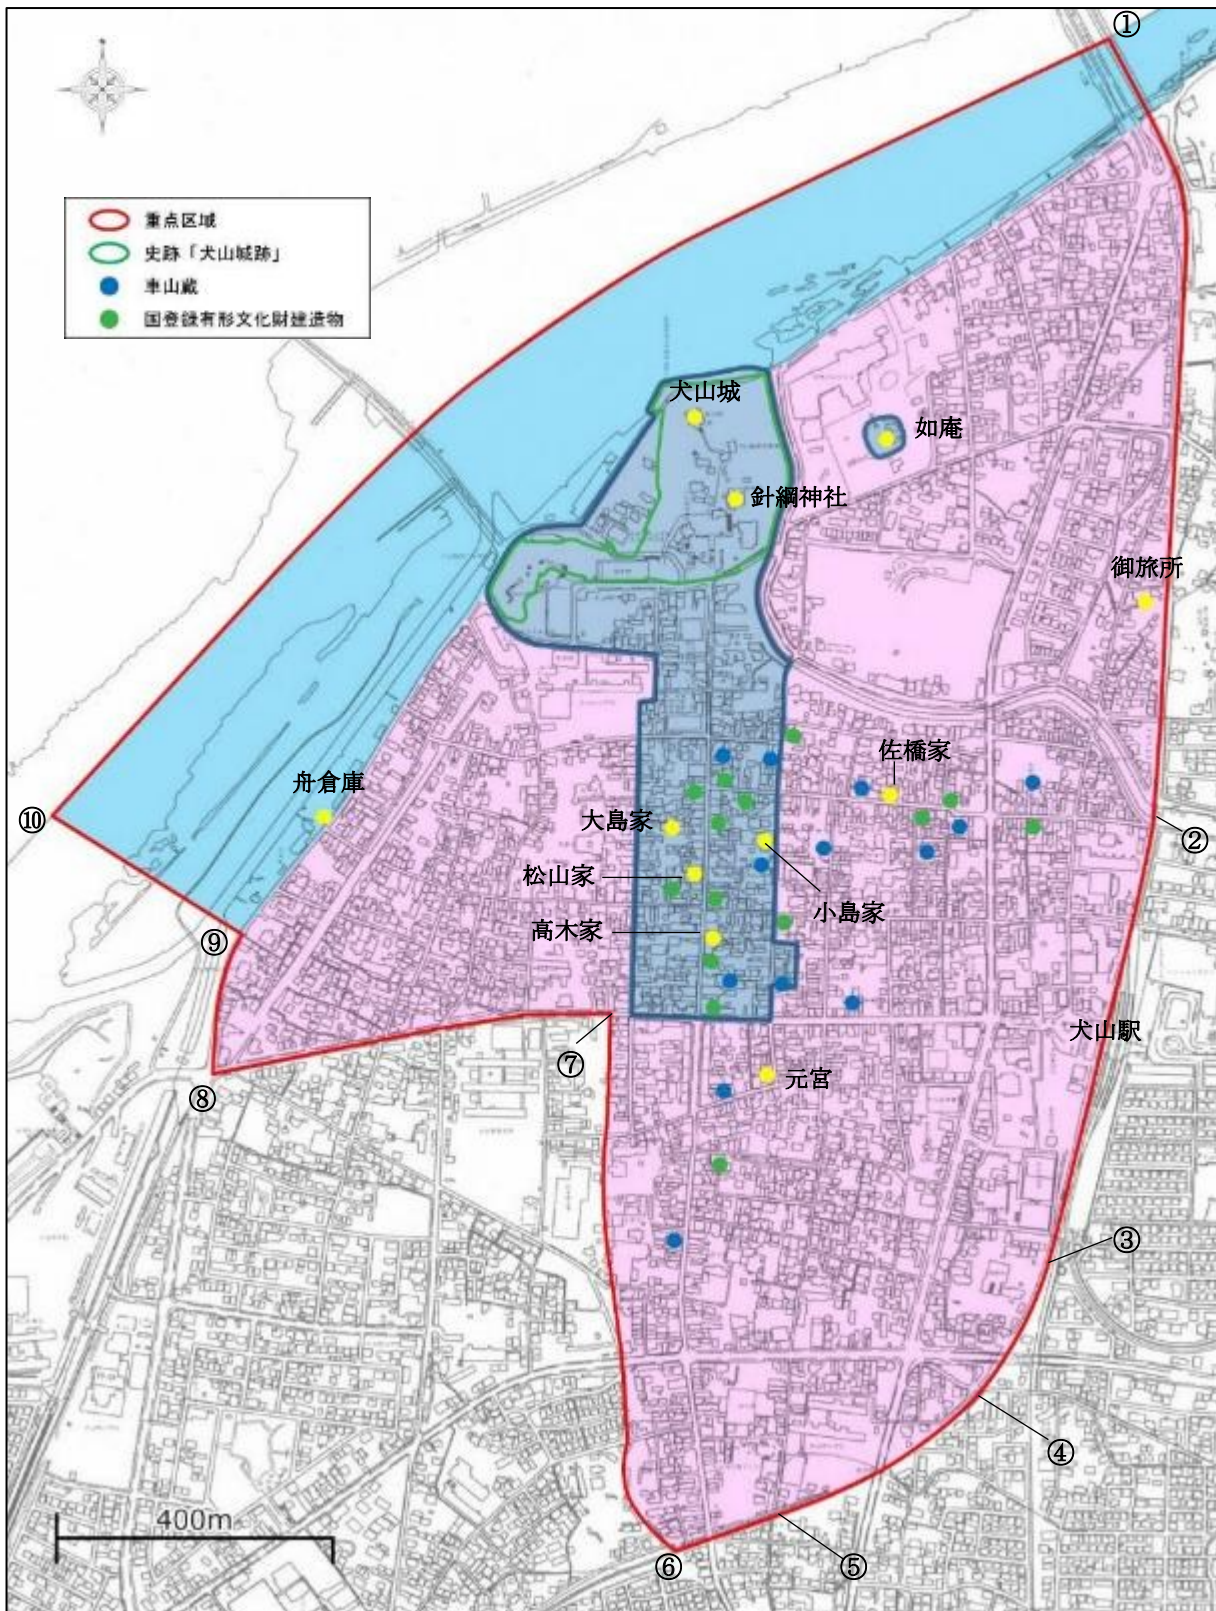 ①
重点区域
史跡「犬山城跡」
車山蔵
国登録有形文化財建造物
犬山城
如庵
針綱神社
御旅所
佐橋家
舟倉庫
⑩
大島家
②
松山家
小島家
高木家
⑨
犬山駅
⑦
元宮
⑧
③
④
400m
⑥
⑤